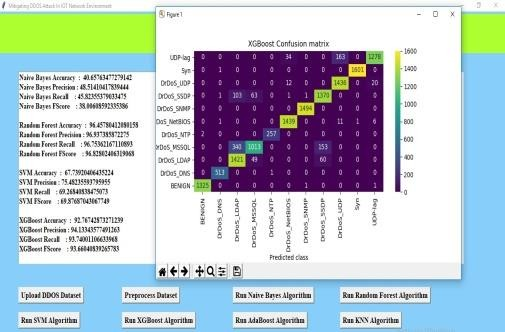 Mitigating DDOS Attack In IOT Network Environment
Figure 1
XGBoost Confusion matrix
Naive Bayes Accuracy : 40.65763477279142
Naive Bayes Precision : 48.51410417839444
Naive Bayes Recall : 45.82355379033475
Naive Bayes FScore : 38.00608592335386
Random Forest Accuracy : 96.45780412080158
Random Forest Precision : 96.937385872275
Random Forest Recall : 96.75362167110893
Random Forest FScore : 96.82802406319068
SVM Accuracy : 67.73920406435224
SVM Precision : 75.48235593795955
SVM Recall : 69.26840838475073
SVM FScore : 69.87687043067749
XGBoost Accuracy : 92.76742873271239
XGBoost Precision : 94.13343577491263
XGBoost Recall : 93.74001106633968
XGBoost FScore : 93.66040839265783
UDP-lag 0 0 0 0 0 34 0 0 163 0 1278
Syn 0 1 0 0 0 0 0 0 0 1601 0
DrDoS_UDP 0 0 0 0 0 12 0 0 1436 0 20
DrDoS_SSDP 0 1 103 63 0 1 1 1370 0 0 0
DrDoS_SNMP 0 0 0 0 0 0 1494 0 0 0 0
DoS_NetBIOS 0 1 0 0 0 1439 0 0 11 1 6
DrDoS_NTP 2 0 0 0 257 0 0 0 0 0 0
DrDoS_MSSQL 0 0 340 1013 0 0 0 153 0 0 0
DrDoS_LDAP 0 0 1421 49 0 0 0 60 0 0 0
DrDoS_DNS 0 513 0 0 1 0 0 0 0 0 0
BENIGN 1325 0 0 0 0 1 0 0 0 0 1
BENIGN
DrDoS_DNS
DrDoS_LDAP
DrDoS_MSSQL
DrDoS_NTP
DrDoS_NetBIOS
DrDoS_SNMP
DrDoS_SSDP
DrDoS_UDP
Syn
UDP-lag
Predicted class
1600
1400
1200
1000
800
600
400
200
0
Upload DDOS Dataset
Preprocess Dataset
Run Naive Bayes Algorithm
Run Random Forest Algorithm
Run SVM Algorithm
Run XGBoost Algorithm
Run AdaBoost Algorithm
Run KNN Algorithm